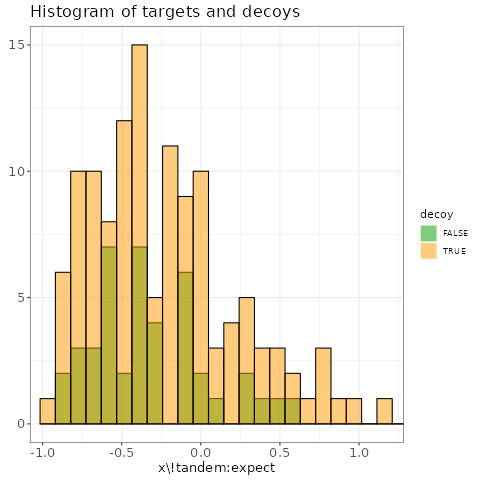 Histogram of targets and decoys
15
10
5
0
-1.0 -0.5 0.0 0.5 1.0
x\!tandem:expect
decoy
FALSE
TRUE